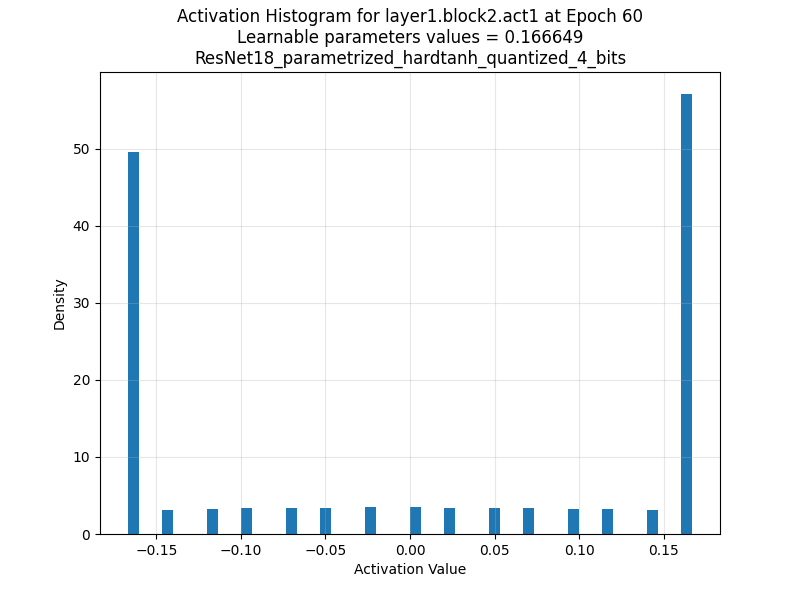 Activation Histogram for layer1.block2.act1 at Epoch 60
Learnable parameters values = 0.166649
ResNet18_parametrized_hardtanh_quantized_4_bits
50
40
30
20
10
0
Density
−0.15 −0.10 −0.05 0.00 0.05 0.10 0.15
Activation Value